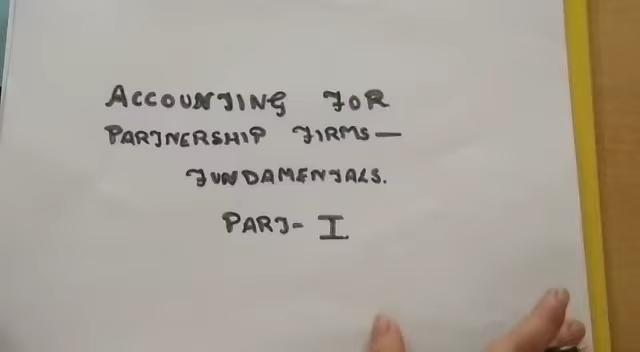 ACCOUNTING FOR
PARTNERSHIP FIRMS—
FUNDAMENTALS.
PART- I